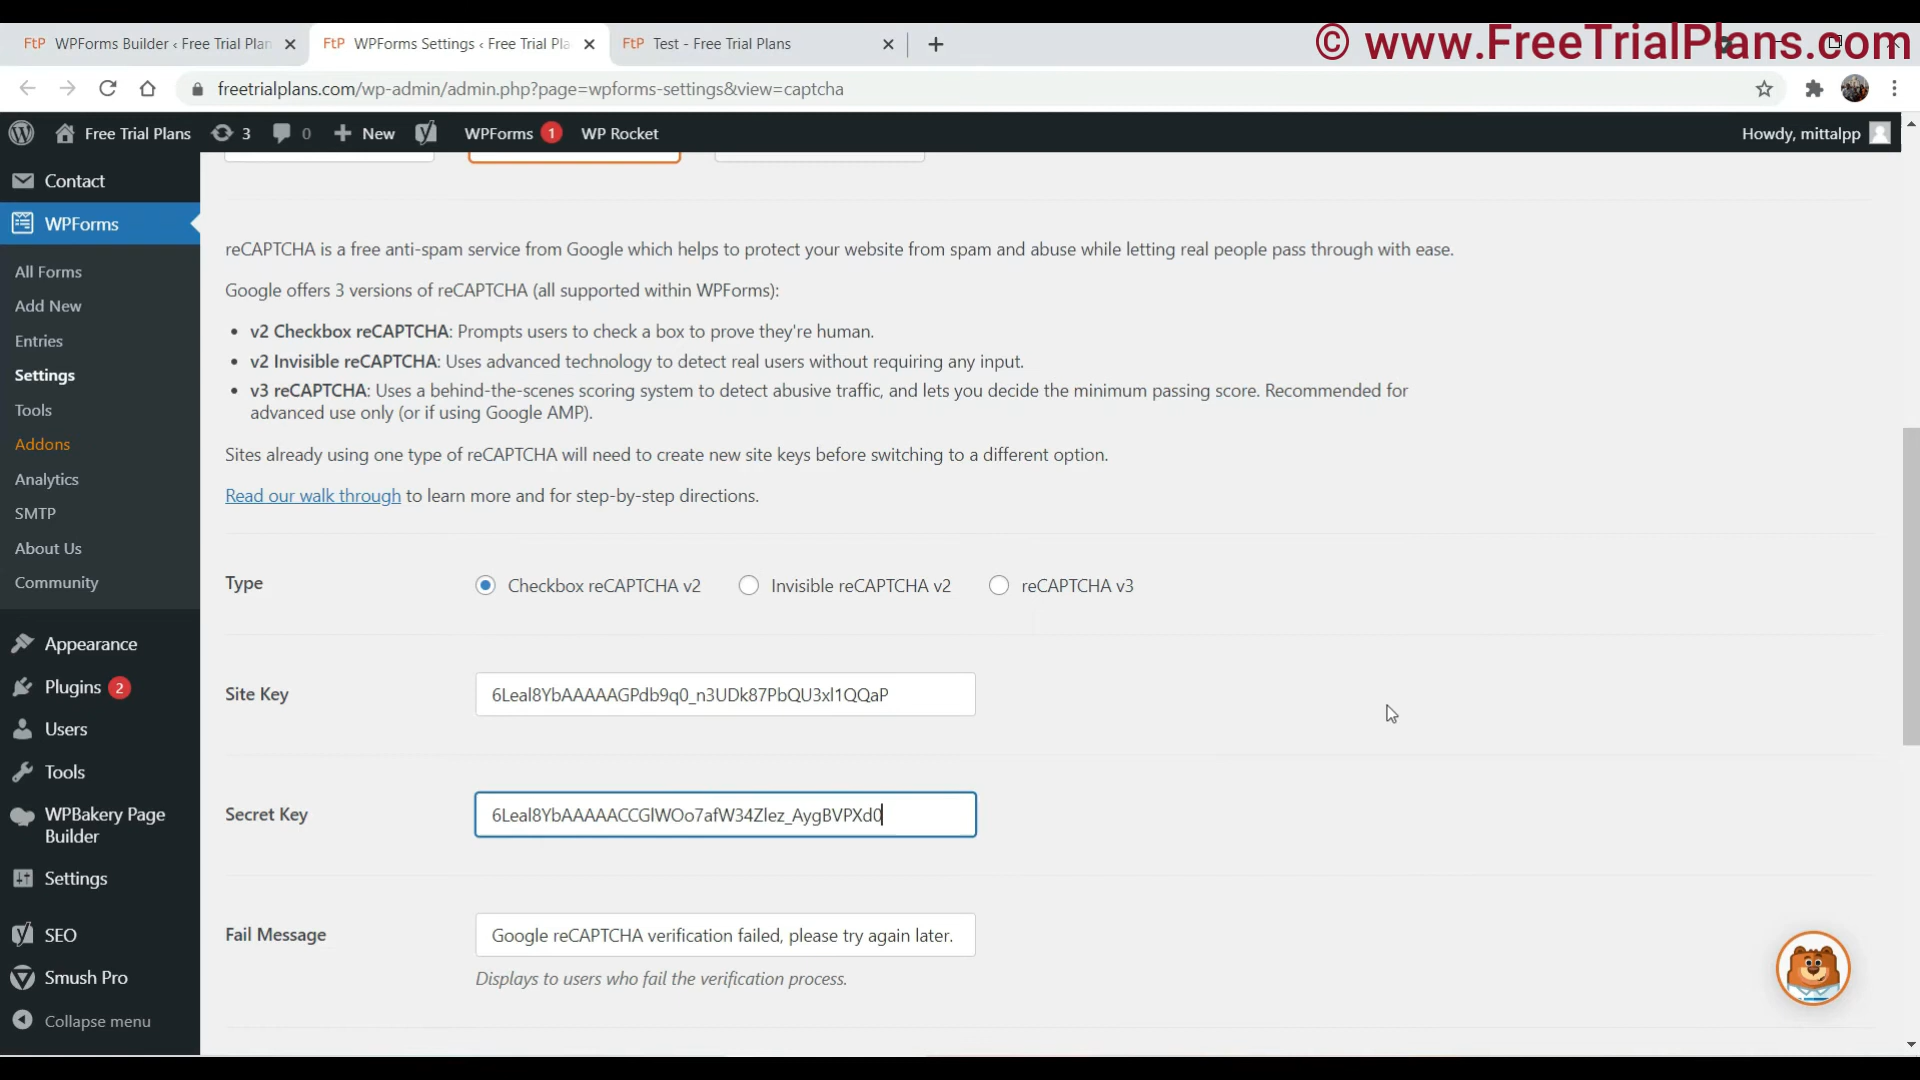 FtP WPForms Builder ‹ Free Trial Plan
FtP WPForms Settings ‹ Free Trial Pla
FtP Test - Free Trial Plans
© www.FreeTrialPlans.com
freetrialplans.com/wp-admin/admin.php?page=wpforms-settings&view=captcha
Free Trial Plans 3 0 New WPForms 1 WP Rocket Howdy, mittalpp
Contact
WPForms
All Forms
Add New
Entries
Settings
Tools
Addons
Analytics
SMTP
About Us
Community
Appearance
Plugins 2
Users
Tools
WPBakery Page
Builder
Settings
SEO
Smush Pro
Collapse menu
reCAPTCHA is a free anti-spam service from Google which helps to protect your website from spam and abuse while letting real people pass through with ease.
Google offers 3 versions of reCAPTCHA (all supported within WPForms):
• v2 Checkbox reCAPTCHA: Prompts users to check a box to prove they're human.
• v2 Invisible reCAPTCHA: Uses advanced technology to detect real users without requiring any input.
• v3 reCAPTCHA: Uses a behind-the-scenes scoring system to detect abusive traffic, and lets you decide the minimum passing score. Recommended for
advanced use only (or if using Google AMP).
Sites already using one type of reCAPTCHA will need to create new site keys before switching to a different option.
Read our walk through to learn more and for step-by-step directions.
Type Checkbox reCAPTCHA v2 Invisible reCAPTCHA v2 reCAPTCHA v3
Site Key 6Leal8YbAAAAAGPdb9q0_n3UDk87PbQU3xl1QQaP
Secret Key 6Leal8YbAAAAACCGlWOo7afW34Zlez_AygBVPXd0
Fail Message Google reCAPTCHA verification failed, please try again later.
Displays to users who fail the verification process.